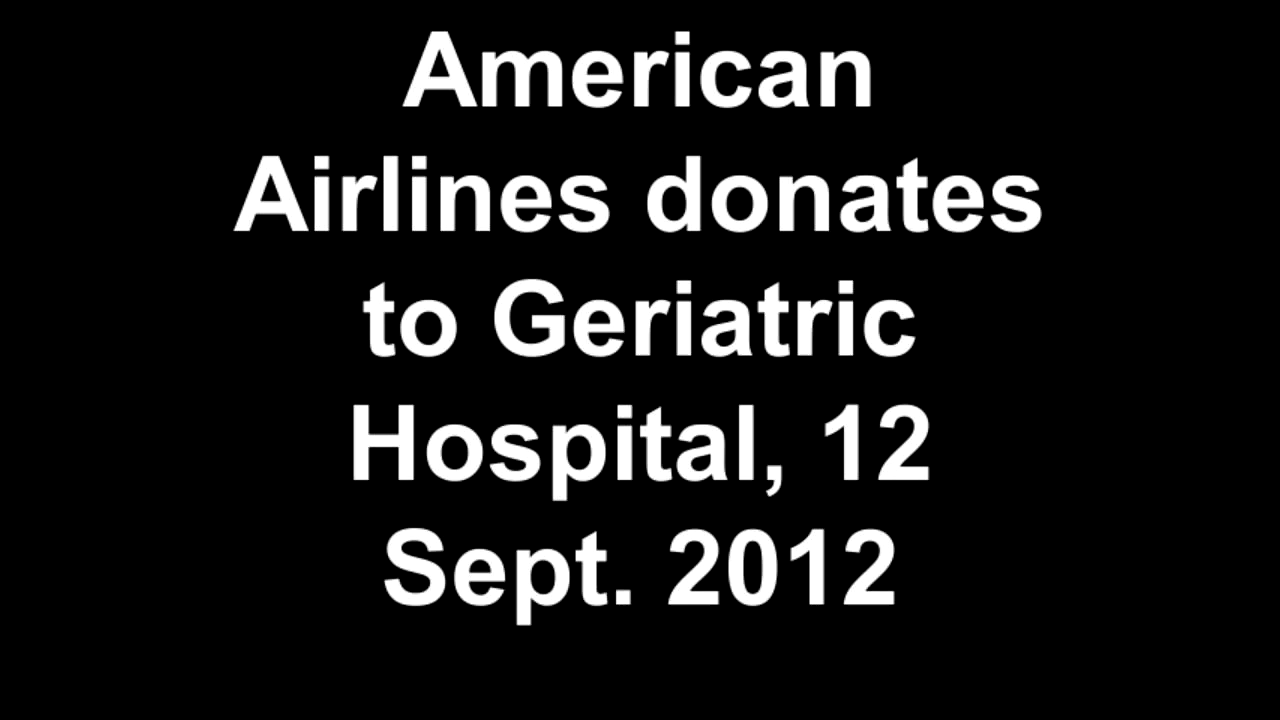 American
Airlines donates
to Geriatric
Hospital, 12
Sept. 2012